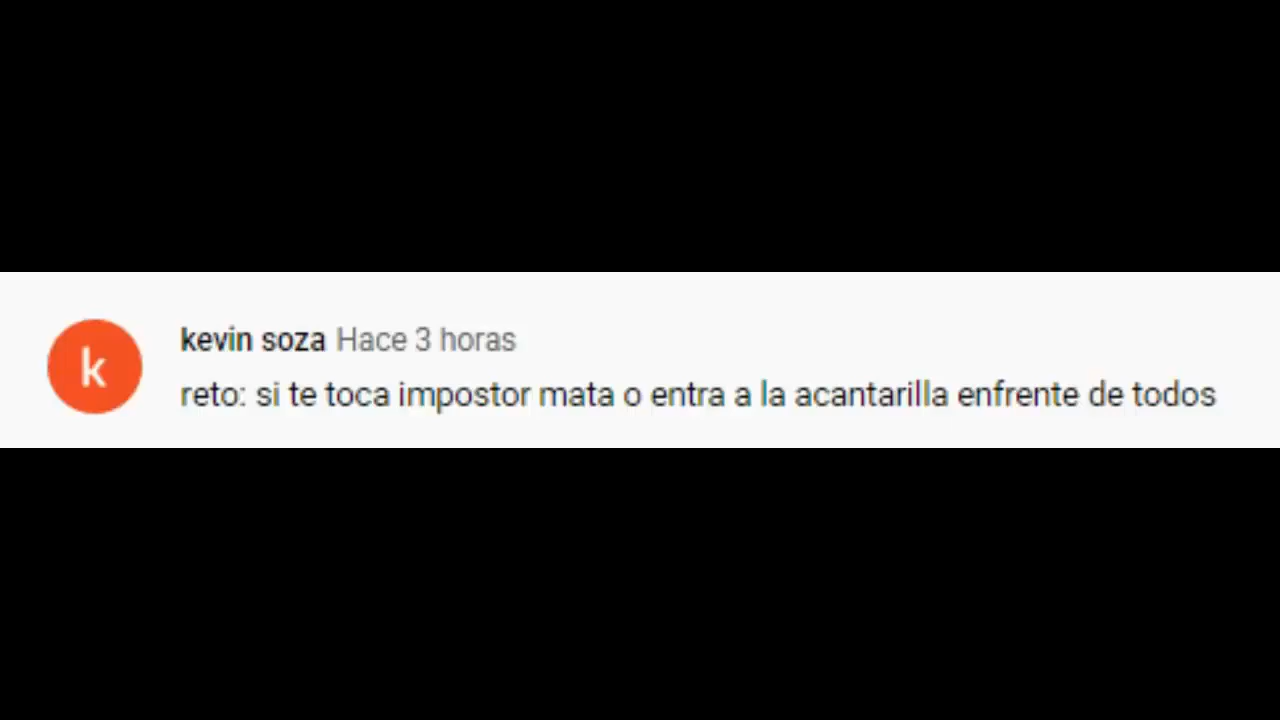 k
kevin soza Hace 3 horas
reto: si te toca impostor mata o entra a la acantarilla enfrente de todos